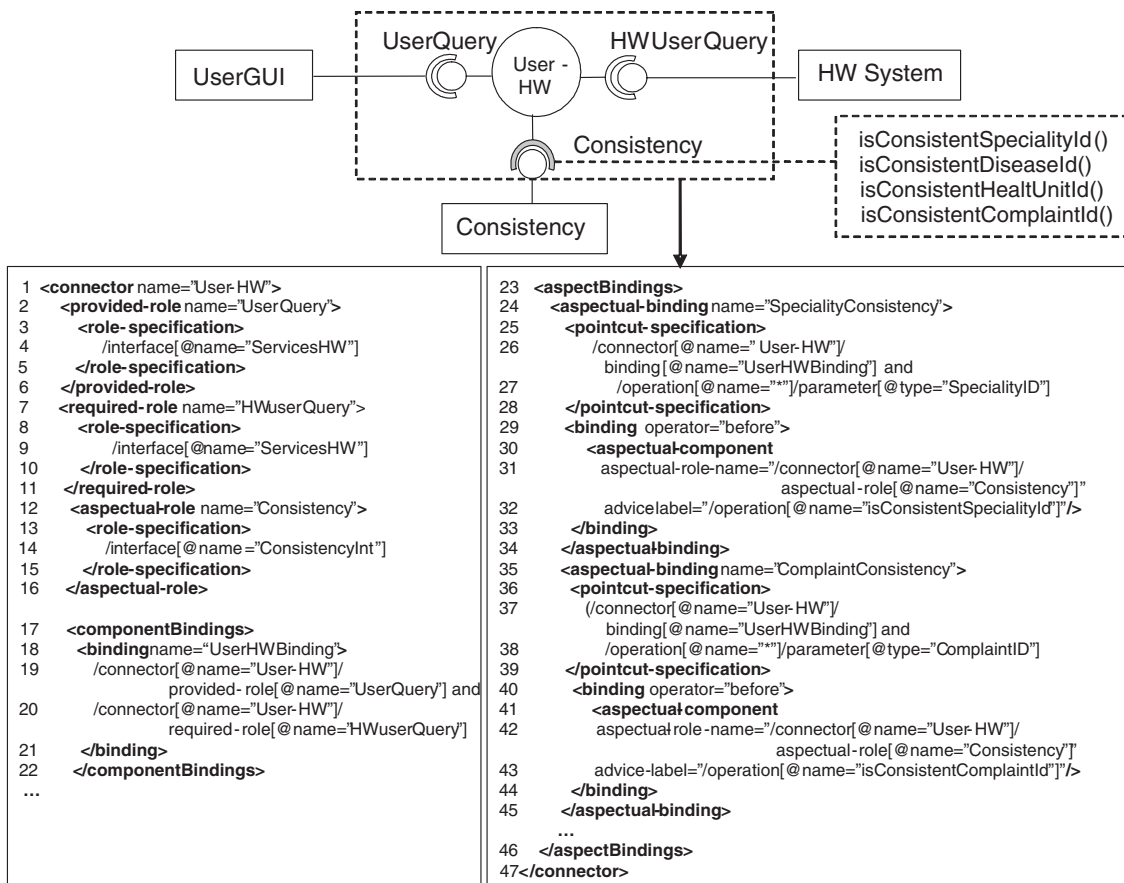 UserQuery
HWUserQuery
UserGUI
User -
HW
HW System
Consistency
Consistency
isConsistentSpecialityId()
isConsistentDiseaseId()
isConsistentHealtUnitId()
isConsistentComplaintId()
1 <connector name="User-HW">
2 <provided-role name="UserQuery">
3 <role-specification>
4 /interface[@name="ServicesHW"]
5 </role-specification>
6 </provided-role>
7 <required-role name="HWuserQuery">
8 <role-specification>
9 /interface[@name="ServicesHW"]
10 </role-specification>
11 </required-role>
12 <aspectual-role name="Consistency">
13 <role-specification>
14 /interface[@name="ConsistencyInt"]
15 </role-specification>
16 </aspectual-role>
17 <componentBindings>
18 <bindingname="UserHWBinding">
19 /connector[@name="User-HW"]/
provided-role[@name="UserQuery"] and
20 /connector[@name="User-HW"]/
required-role[@name="HWuserQuery"]
21 </binding>
22 </componentBindings>
...
23 <aspectBindings>
24 <aspectual-binding name="SpecialityConsistency">
25 <pointcut-specification>
26 /connector[@name=" User-HW"]/
binding[@name="UserHWBinding"] and
27 /operation[@name="*"]/parameter[@type="SpecialityID"]
28 </pointcut-specification>
29 <binding operator="before">
30 <aspectual-component
31 aspectual-role-name="/connector[@name="User-HW"]/
aspectual-role[@name="Consistency"]"
32 advicelabel="/operation[@name="isConsistentSpecialityId"]"/>
33 </binding>
34 </aspectual-binding>
35 <aspectual-binding name="ComplaintConsistency">
36 <pointcut-specification>
37 (/connector[@name="User-HW"]/
binding[@name="UserHWBinding"] and
38 /operation[@name="*"]/parameter[@type="ComplaintID"]
39 </pointcut-specification>
40 <binding operator="before">
41 <aspectual-component
42 aspectual-role-name="/connector[@name="User-HW"]/
aspectual-role[@name="Consistency"]"
43 advice-label="/operation[@name="isConsistentComplaintId"]"/>
44 </binding>
45 </aspectual-binding>
...
46 </aspectBindings>
47</connector>